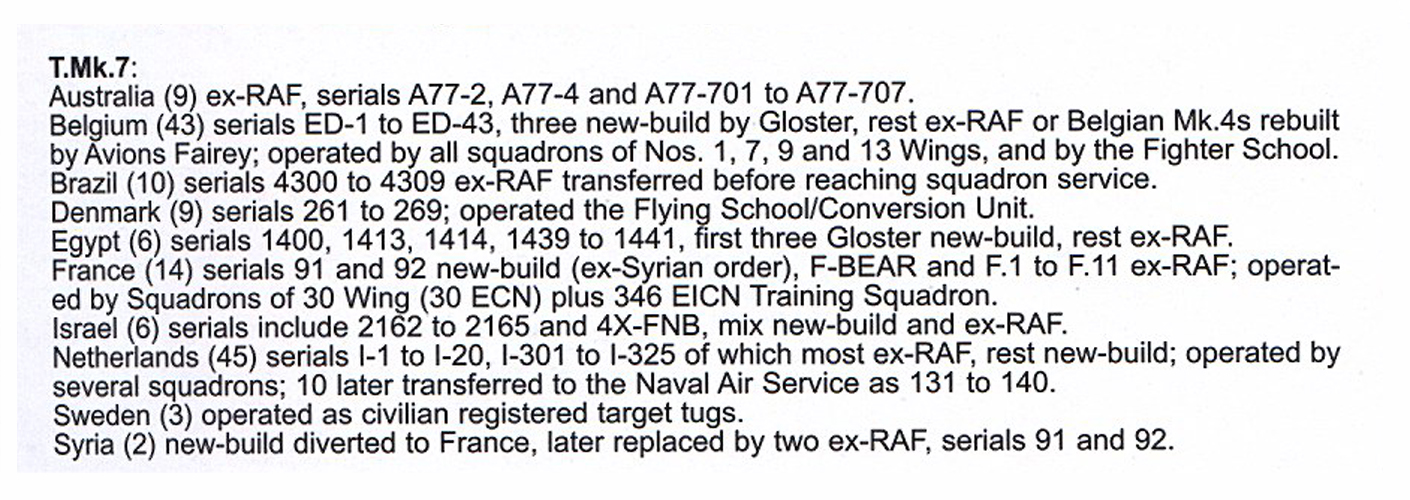 T.Mk.7:
Australia (9) ex-RAF, serials A77-2, A77-4 and A77-701 to A77-707.
Belgium (43) serials ED-1 to ED-43, three new-build by Gloster, rest ex-RAF or Belgian Mk.4s rebuilt
by Avions Fairey; operated by all squadrons of Nos. 1, 7, 9 and 13 Wings, and by the Fighter School.
Brazil (10) serials 4300 to 4309 ex-RAF transferred before reaching squadron service.
Denmark (9) serials 261 to 269; operated the Flying School/Conversion Unit.
Egypt (6) serials 1400, 1413, 1414, 1439 to 1441, first three Gloster new-build, rest ex-RAF.
France (14) serials 91 and 92 new-build (ex-Syrian order), F-BEAR and F.1 to F.11 ex-RAF; operat-
ed by Squadrons of 30 Wing (30 ECN) plus 346 EICN Training Squadron.
Israel (6) serials include 2162 to 2165 and 4X-FNB, mix new-build and ex-RAF.
Netherlands (45) serials I-1 to I-20, I-301 to I-325 of which most ex-RAF, rest new-build; operated by
several squadrons; 10 later transferred to the Naval Air Service as 131 to 140.
Sweden (3) operated as civilian registered target tugs.
Syria (2) new-build diverted to France, later replaced by two ex-RAF, serials 91 and 92.